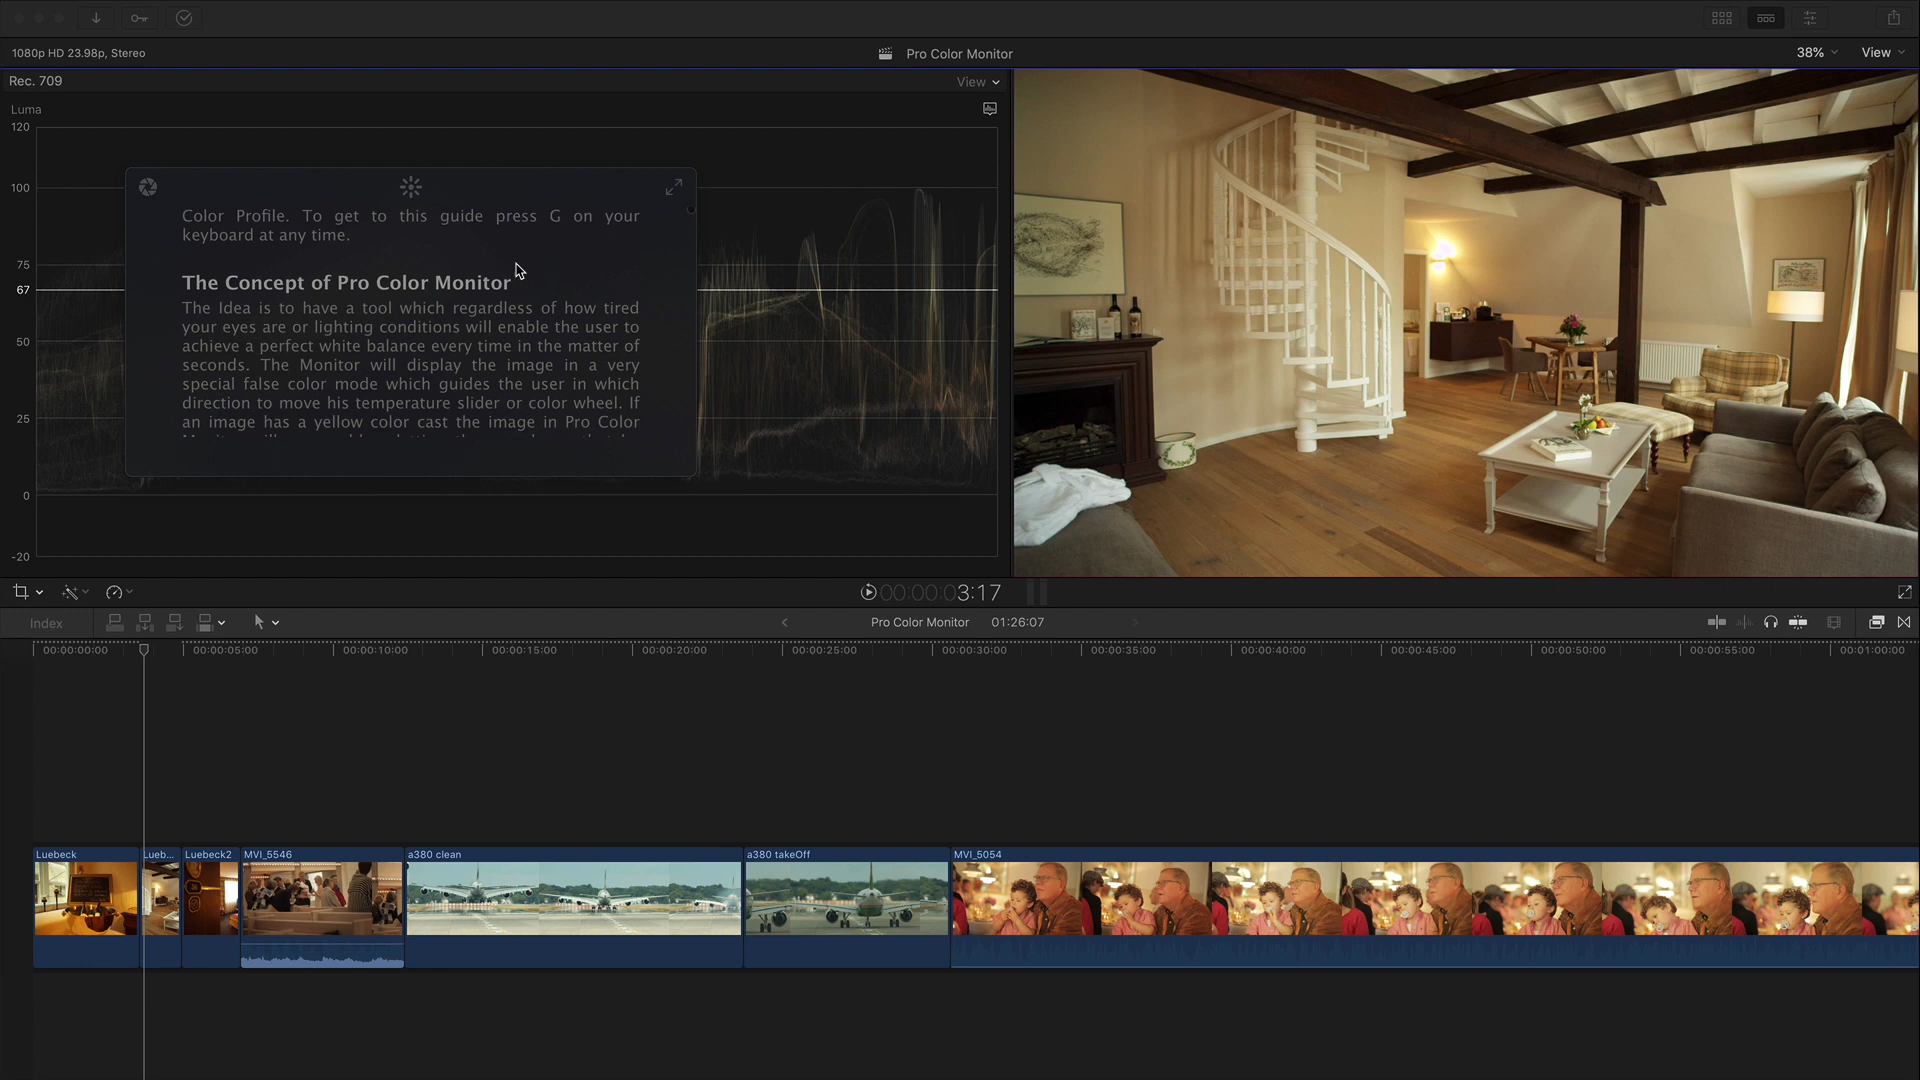 1080p HD 23.98p, Stereo
Pro Color Monitor
38%
View
Rec. 709
View
Luma
120
100
75
67
50
25
0
-20
Color Profile. To get to this guide press G on your
keyboard at any time.
The Concept of Pro Color Monitor
The Idea is to have a tool which regardless of how tired
your eyes are or lighting conditions will enable the user to
achieve a perfect white balance every time in the matter of
seconds. The Monitor will display the image in a very
special false color mode which guides the user in which
direction to move his temperature slider or color wheel. If
an image has a yellow color cast the image in Pro Color
00:00:00:03:17
Index
Pro Color Monitor
01:26:07
00:00:00:00
00:00:05:00
00:00:10:00
00:00:15:00
00:00:20:00
00:00:25:00
00:00:30:00
00:00:35:00
00:00:40:00
00:00:45:00
00:00:50:00
00:00:55:00
00:01:00:00
Luebeck
Lueb...
Luebeck2
MVI_5546
a380 clean
a380 takeOff
MVI_5054